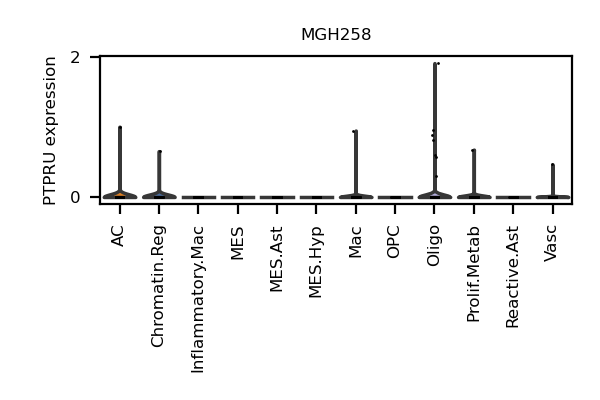 MGH258
PTPRU expression
2
0
AC
Chromatin.Reg
Inflammatory.Mac
MES
MES.Ast
MES.Hyp
Mac
OPC
Oligo
Prolif.Metab
Reactive.Ast
Vasc